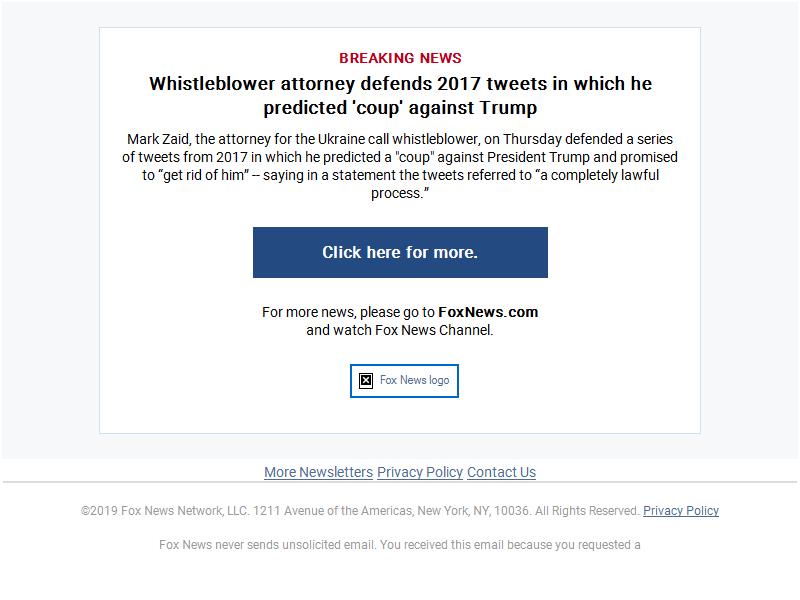 BREAKING NEWS
Whistleblower attorney defends 2017 tweets in which he
predicted 'coup' against Trump
Mark Zaid, the attorney for the Ukraine call whistleblower, on Thursday defended a series
of tweets from 2017 in which he predicted a "coup" against President Trump and promised
to “get rid of him” -- saying in a statement the tweets referred to “a completely lawful
process.”
Click here for more.
For more news, please go to FoxNews.com
and watch Fox News Channel.
Fox News logo
More Newsletters Privacy Policy Contact Us
©2019 Fox News Network, LLC. 1211 Avenue of the Americas, New York, NY, 10036. All Rights Reserved. Privacy Policy
Fox News never sends unsolicited email. You received this email because you requested a